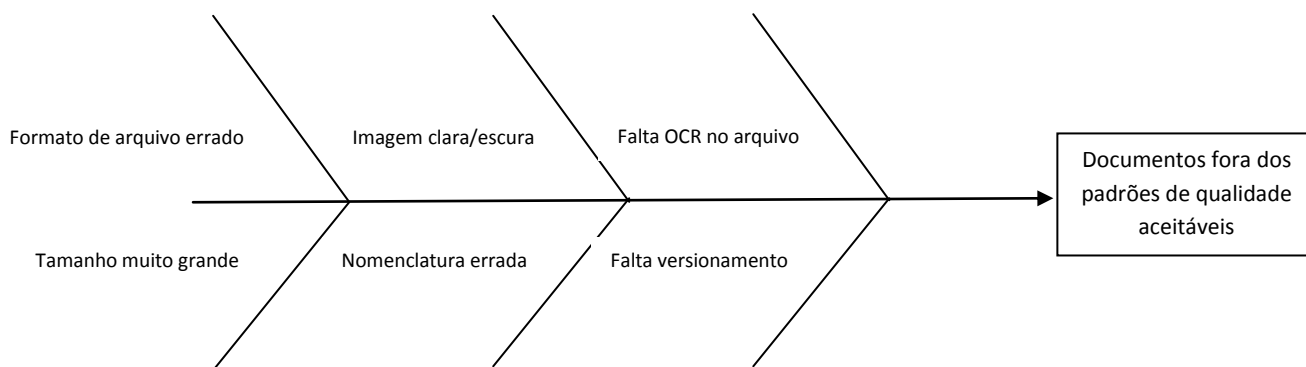 Formato de arquivo errado
Imagem clara/escura
Falta OCR no arquivo
Documentos fora dos
padrões de qualidade
aceitáveis
Tamanho muito grande
Nomenclatura errada
Falta versionamento